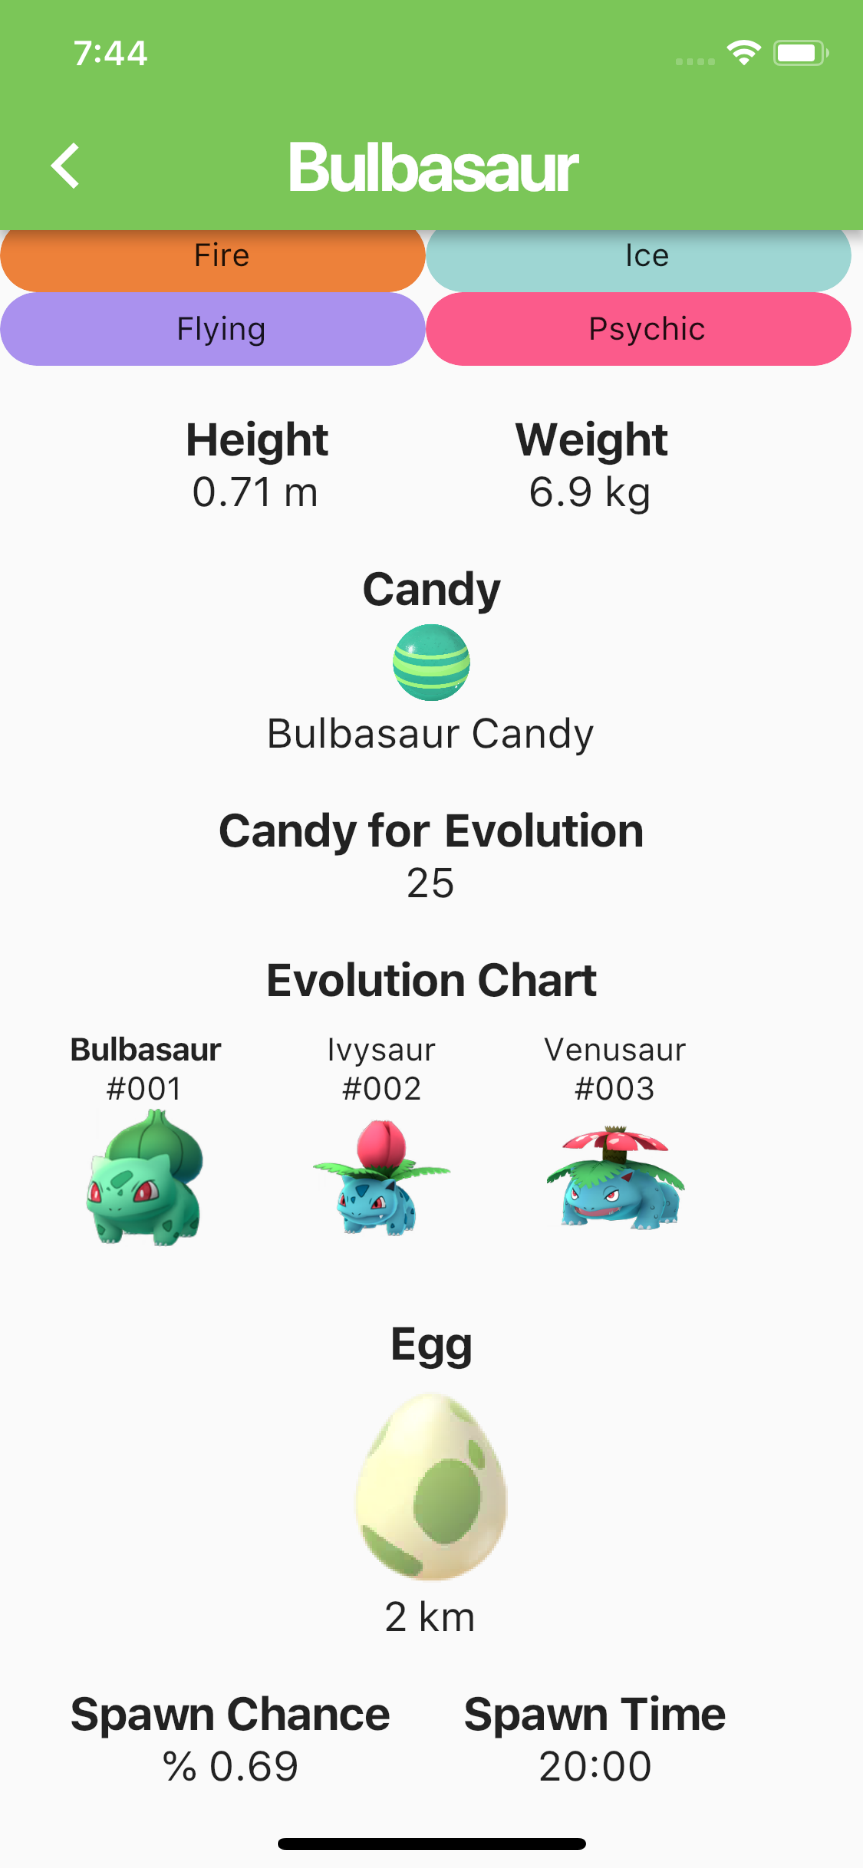 7:44
Bulbasaur
Fire Ice
Flying Psychic
Height Weight
0.71 m 6.9 kg
Candy
Bulbasaur Candy
Candy for Evolution
25
Evolution Chart
Bulbasaur Ivysaur Venusaur
#001 #002 #003
Egg
2 km
Spawn Chance Spawn Time
% 0.69 20:00